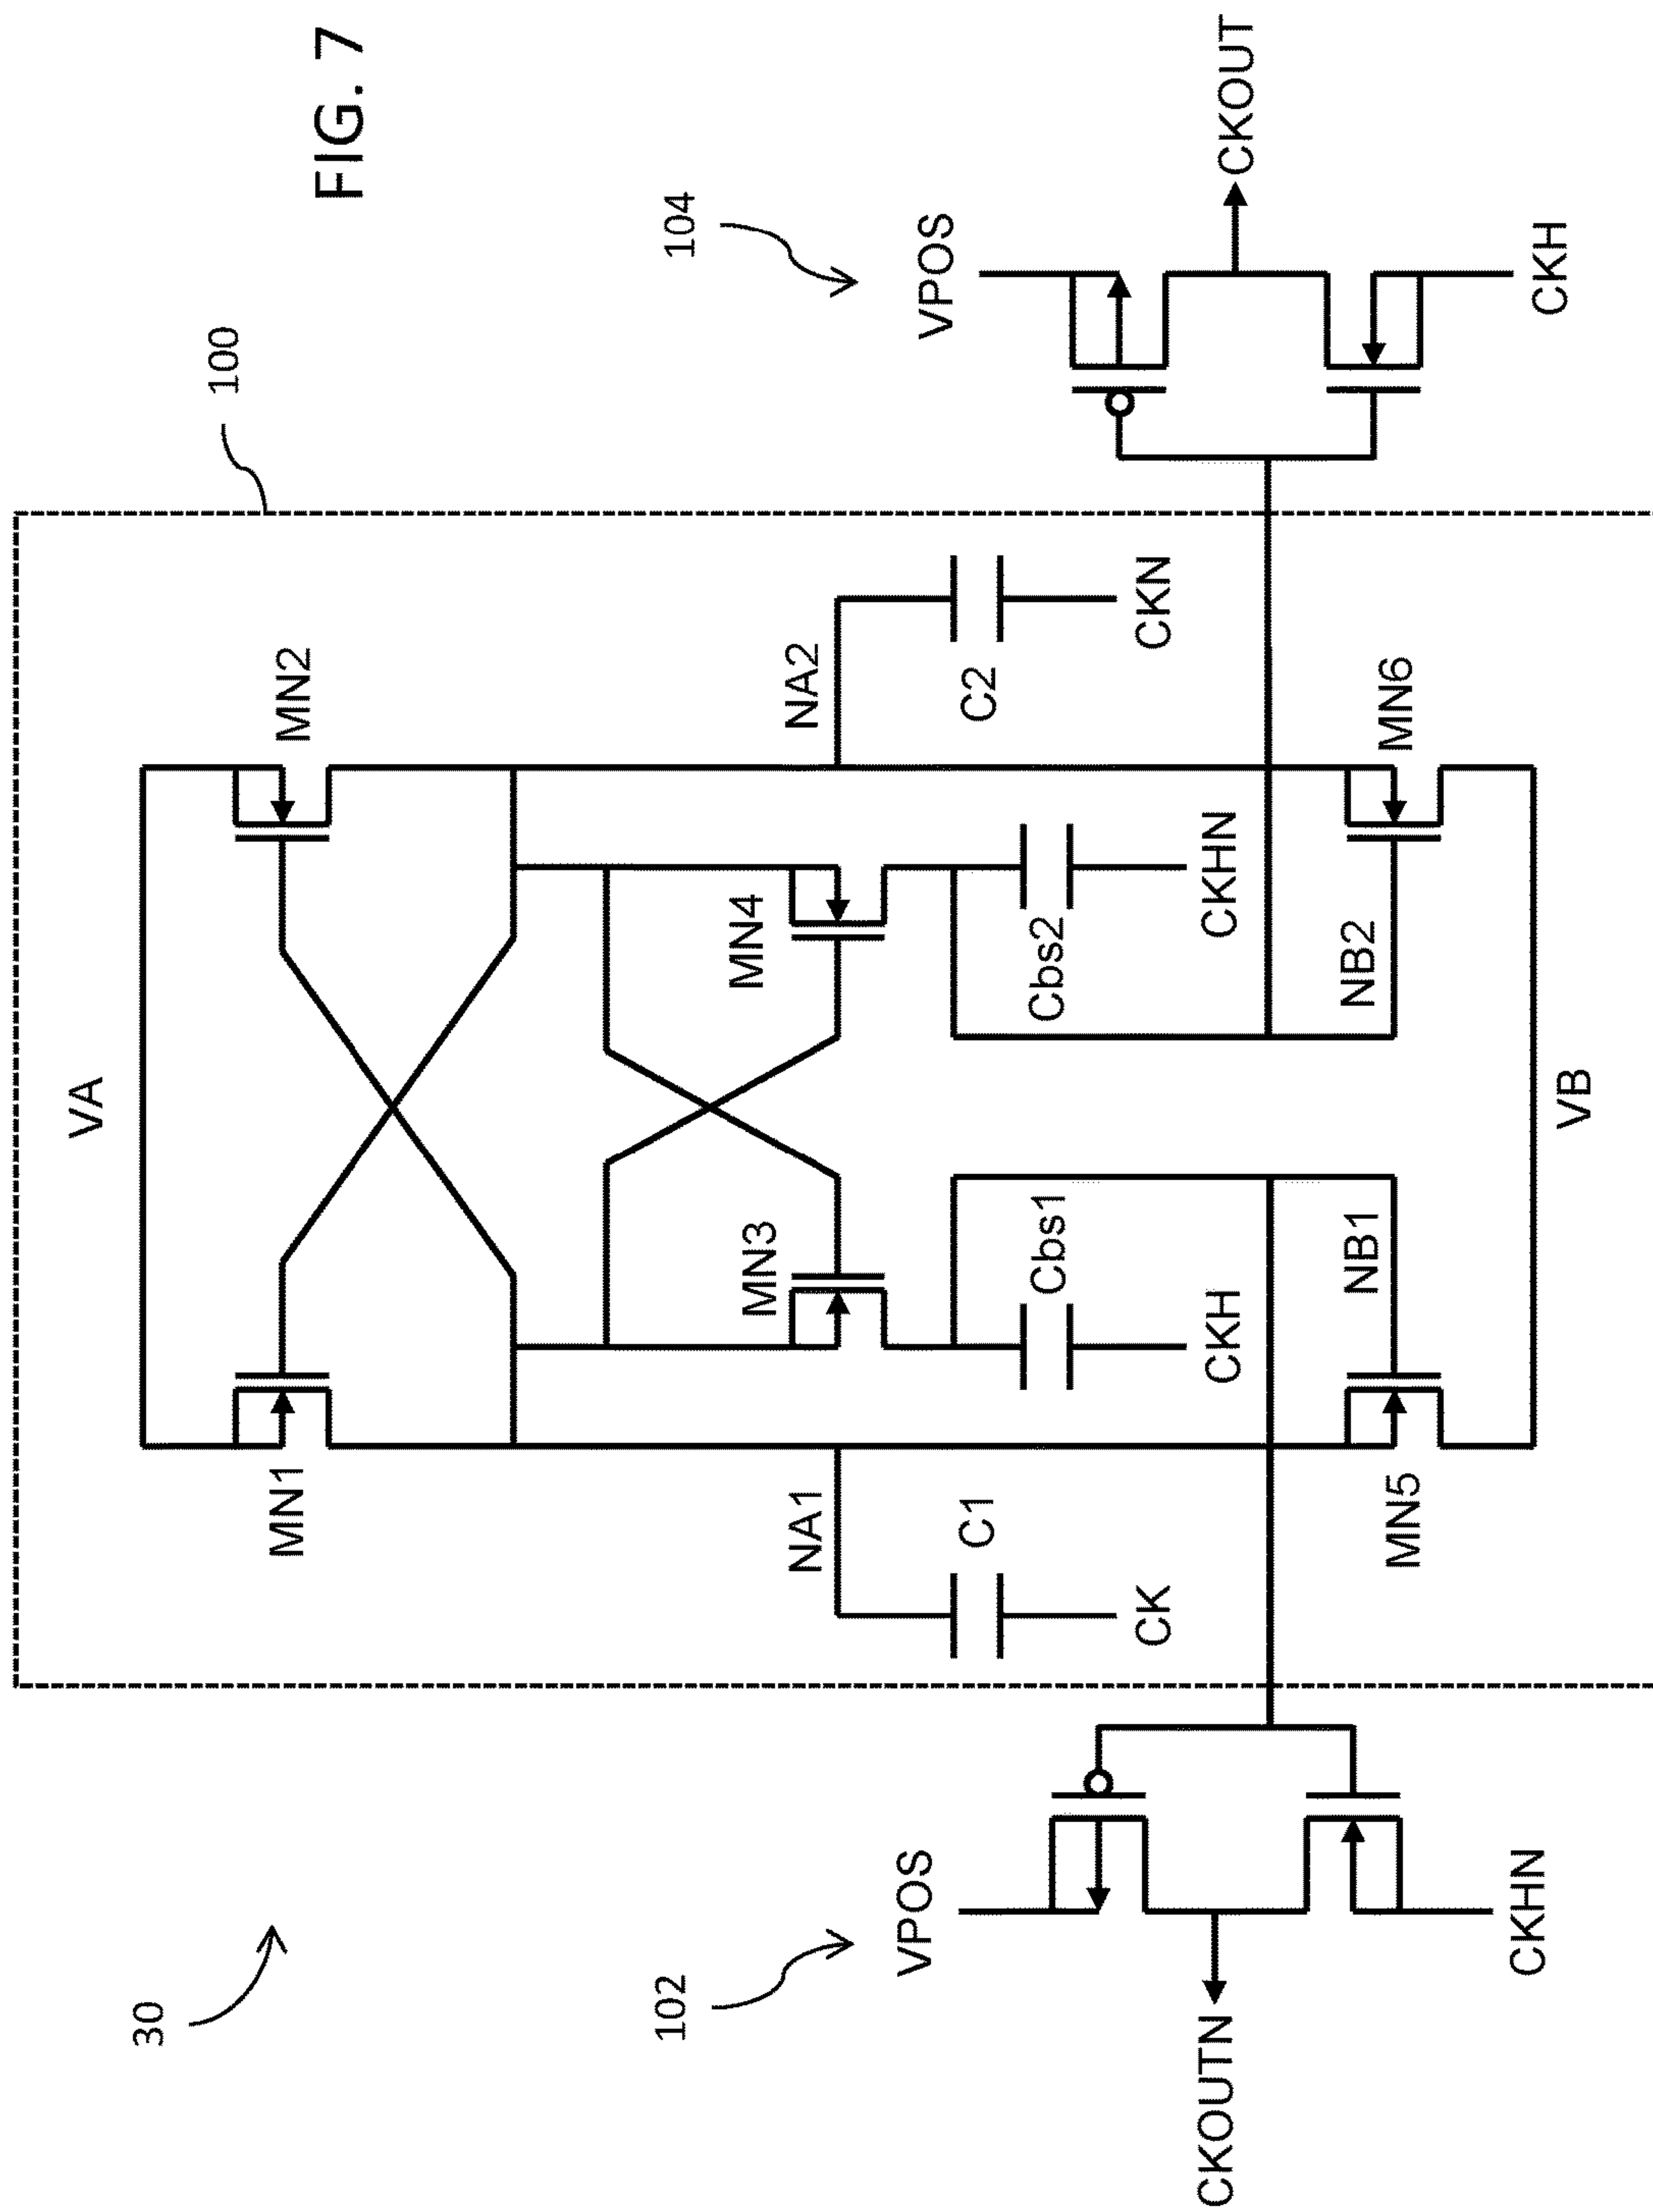 FIG. 7
30
100
VA
MN1
MN2
102
104
VPOS
VPOS
MN3
MN4
NA1
NA2
C1
C2
Cbs1
Cbs2
CK
CKH
CKHN
CKN
CKOUTN
CKOUT
NB1
NB2
MN5
MN6
CKHN
CKH
VB